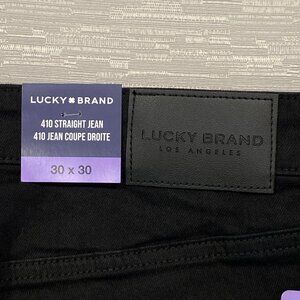 LUCKY BRAND
410 STRAIGHT JEAN
410 JEAN COUPE DROITE
30 x 30
LUCKY BRAND
LOS ANGELES